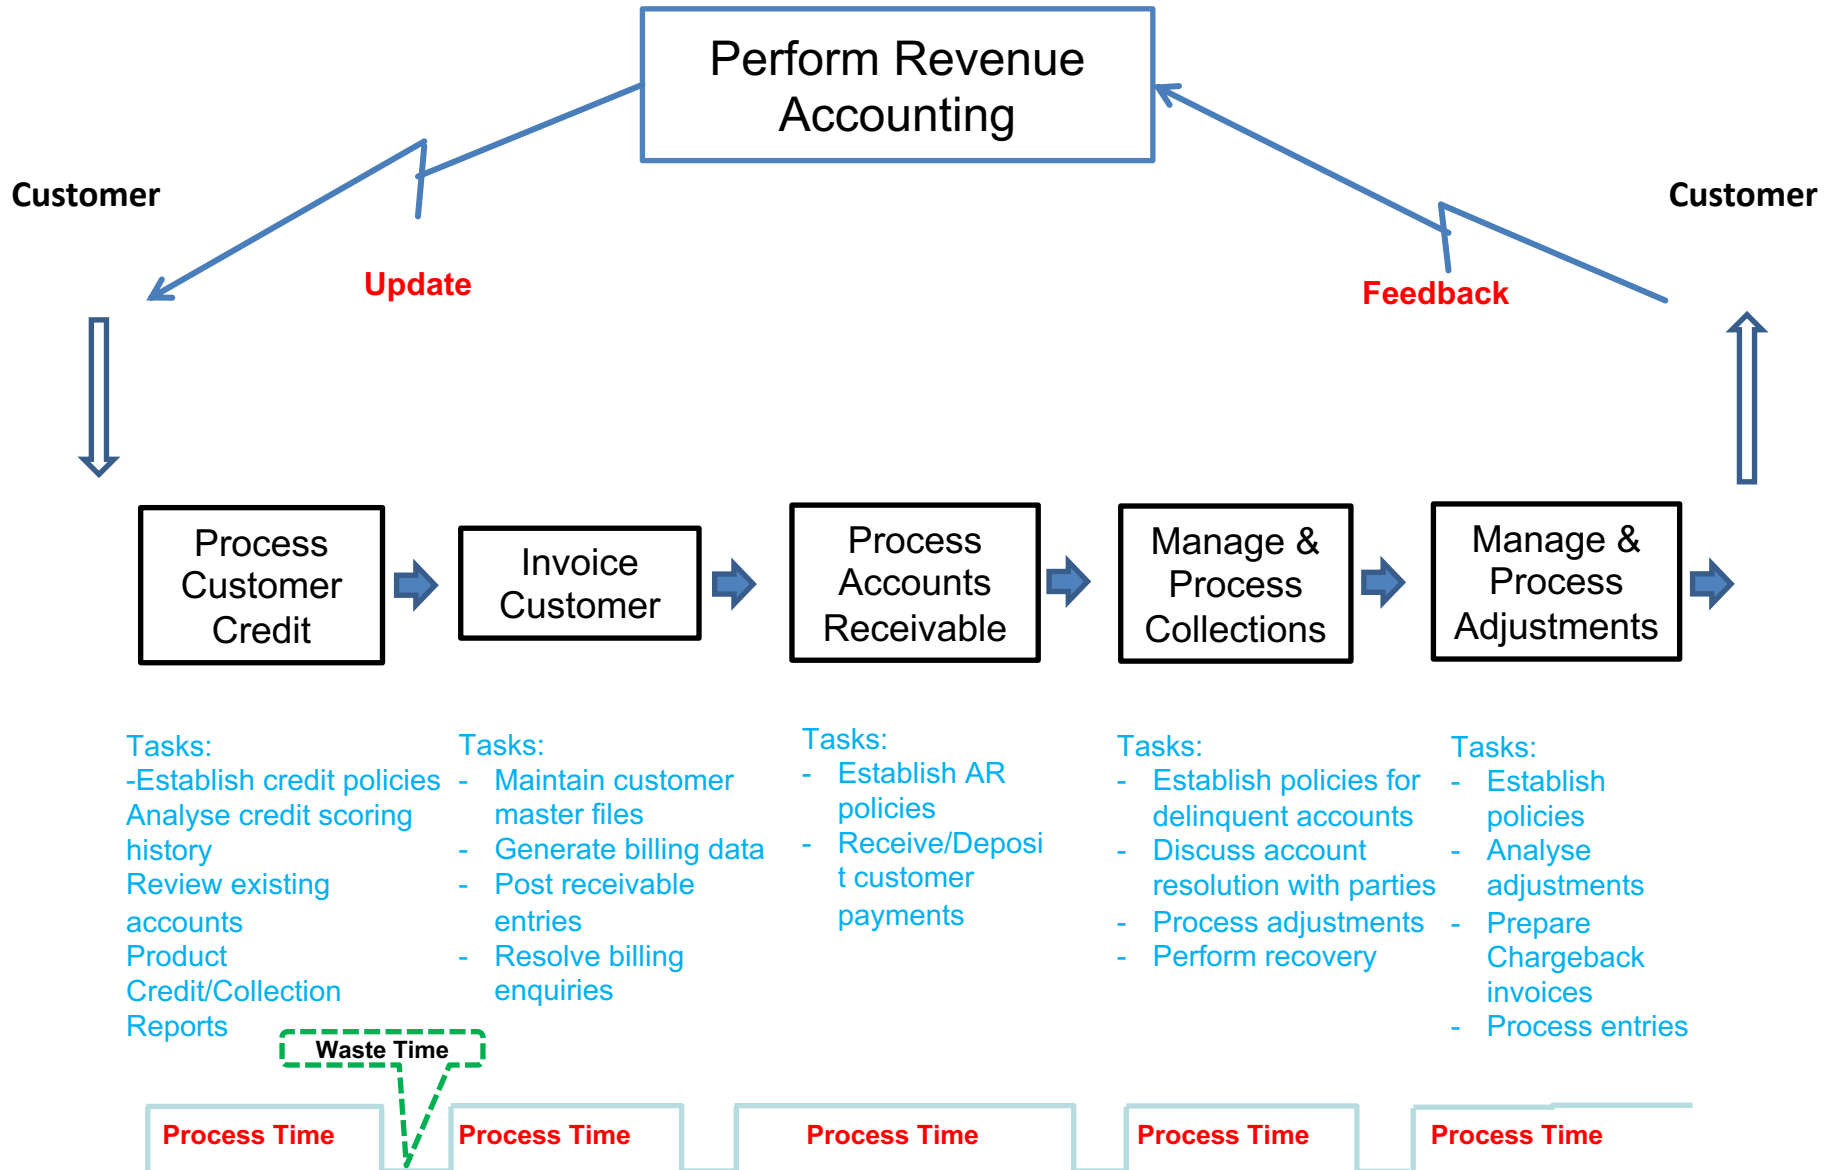 Perform Revenue
Accounting
Customer
Customer
Update
Feedback
Process
Customer
Credit
Invoice
Customer
Process
Accounts
Receivable
Manage &
Process
Collections
Manage &
Process
Adjustments
Tasks:
-Establish credit policies
Analyse credit scoring
history
Review existing
accounts
Product
Credit/Collection
Reports
Tasks:
- Maintain customer
master files
- Generate billing data
- Post receivable
entries
- Resolve billing
enquiries
Tasks:
- Establish AR
policies
- Receive/Deposi
t customer
payments
Tasks:
- Establish policies for
delinquent accounts
- Discuss account
resolution with parties
- Process adjustments
- Perform recovery
Tasks:
- Establish
policies
- Analyse
adjustments
- Prepare
Chargeback
invoices
- Process entries
Waste Time
Process Time
Process Time
Process Time
Process Time
Process Time